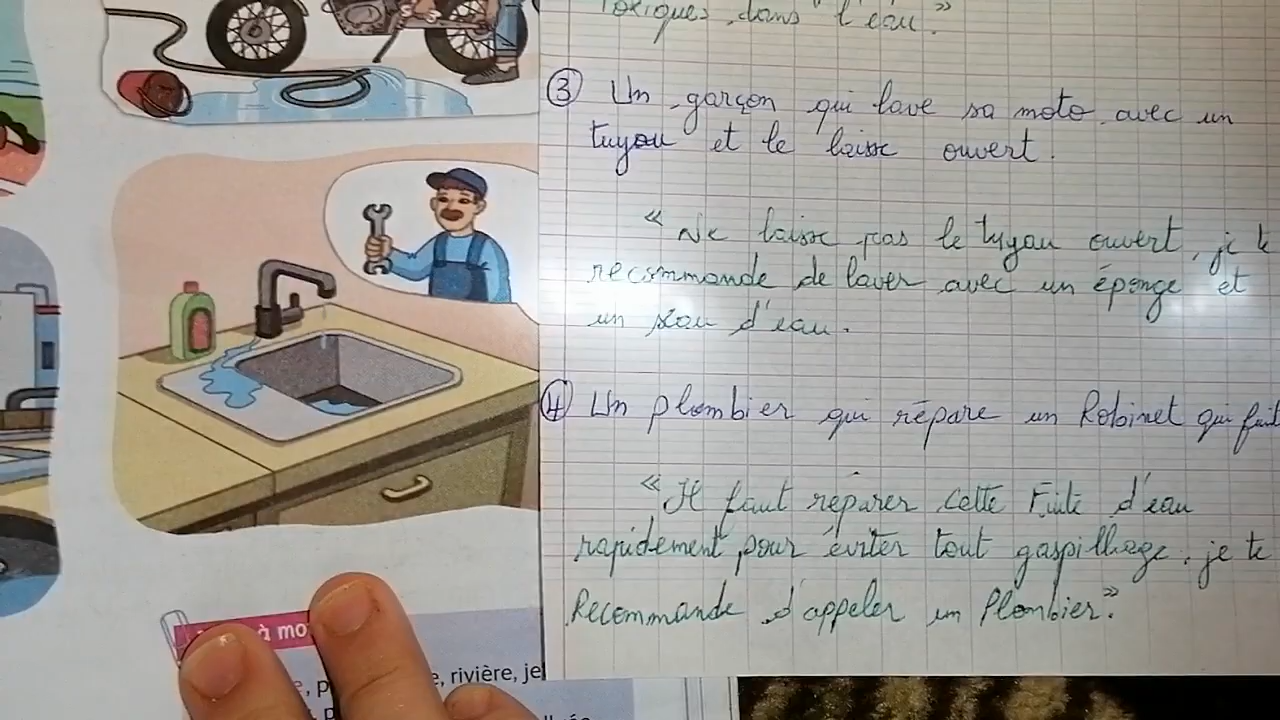 toxiques dans l'eau."
③ Un garçon qui lave sa moto avec un
tuyau et le laisse ouvert.
"Ne laisse pas le tuyau ouvert, je te
recommande de laver avec un éponge et
un seau d'eau.
④ Un plombier qui répare un Robinet qui fuit
"Il faut réparer cette Fuite d'eau
rapidement pour éviter tout gaspillage, je te
Recommande d'appeler un Plombier."
à mo
rivière, je